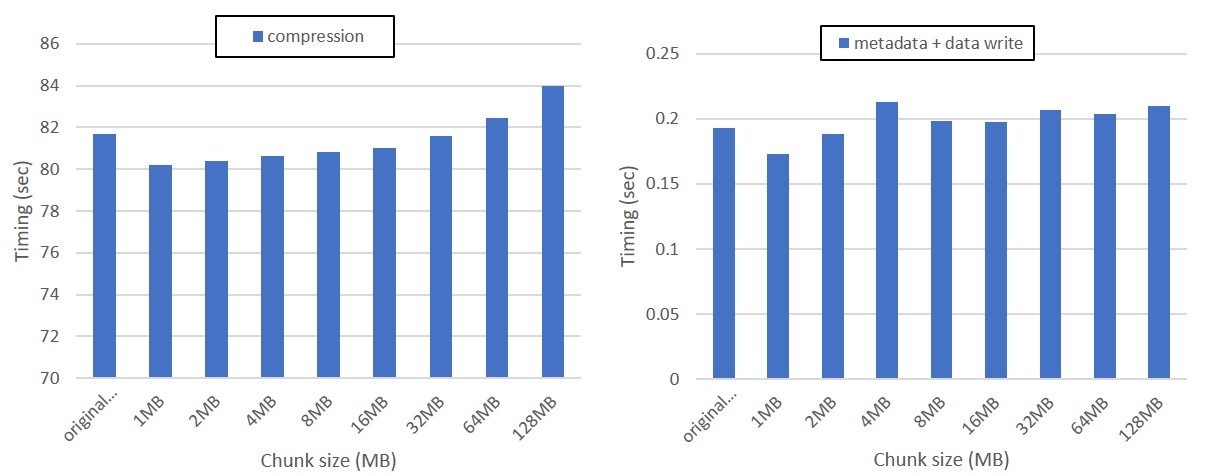 compression
86
84
82
80
78
76
74
72
70
Timing (sec)
original...
1MB
2MB
4MB
8MB
16MB
32MB
64MB
128MB
Chunk size (MB)
metadata + data write
0.25
0.2
0.15
0.1
0.05
0
Timing (sec)
original...
1MB
2MB
4MB
8MB
16MB
32MB
64MB
128MB
Chunk size (MB)